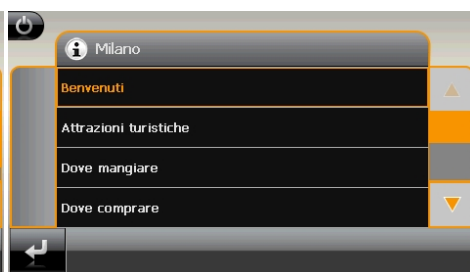 Milano
Benvenuti
Attrazioni turistiche
Dove mangiare
Dove comprare